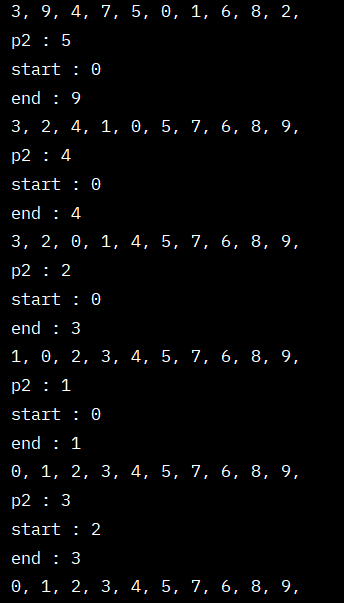 3, 9, 4, 7, 5, 0, 1, 6, 8, 2,
p2 : 5
start : 0
end : 9
3, 2, 4, 1, 0, 5, 7, 6, 8, 9,
p2 : 4
start : 0
end : 4
3, 2, 0, 1, 4, 5, 7, 6, 8, 9,
p2 : 2
start : 0
end : 3
1, 0, 2, 3, 4, 5, 7, 6, 8, 9,
p2 : 1
start : 0
end : 1
0, 1, 2, 3, 4, 5, 7, 6, 8, 9,
p2 : 3
start : 2
end : 3
0, 1, 2, 3, 4, 5, 7, 6, 8, 9,